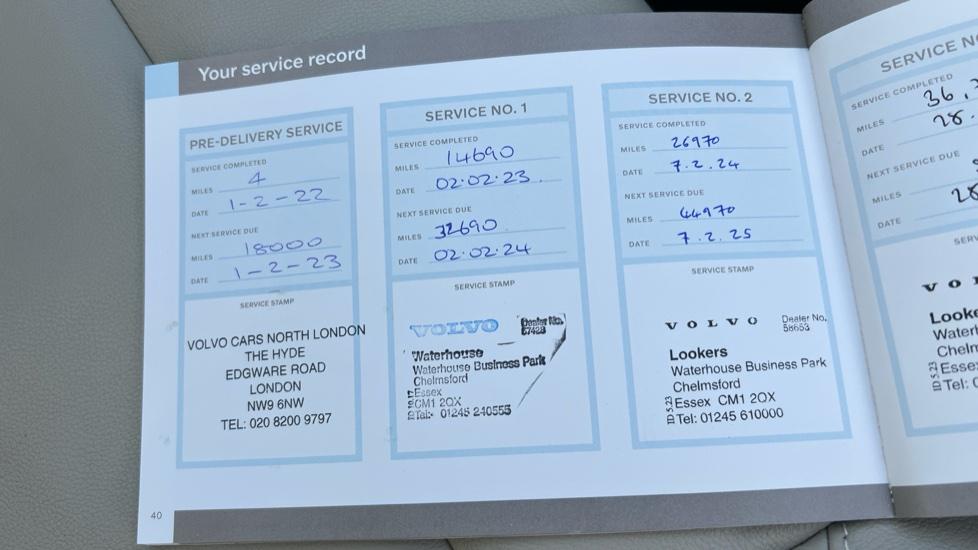 Your service record
PRE-DELIVERY SERVICE
SERVICE COMPLETED
MILES 4
DATE 1-2-22
NEXT SERVICE DUE
MILES 18000
DATE 1-2-23
SERVICE STAMP
VOLVO CARS NORTH LONDON
THE HYDE
EDGWARE ROAD
LONDON
NW9 6NW
TEL: 020 8200 9797
SERVICE NO. 1
SERVICE COMPLETED
MILES 14690
DATE 02.02.23.
NEXT SERVICE DUE
MILES 32690
DATE 02.02.24
SERVICE STAMP
VOLVO
Dealer No.
Waterhouse
Waterhouse Business Park
Chelmsford
Essex
CM1 2QX
Tel: 01245 240555
SERVICE NO. 2
SERVICE COMPLETED
MILES 26970
DATE 7.2.24
NEXT SERVICE DUE
MILES 44970
DATE 7.2.25
SERVICE STAMP
VOLVO
Dealer No.
58653
Lookers
Waterhouse Business Park
Chelmsford
Essex CM1 2QX
Tel: 01245 610000
SERVICE
SERVICE COMPLETED
MILES 36,
DATE 28.
NEXT SERVICE DUE
MILES
DATE 28
40